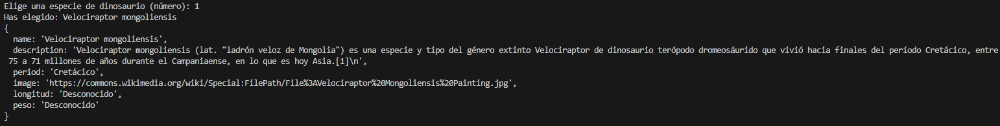 Elige una especie de dinosaurio (número): 1
Has elegido: Velociraptor mongoliensis
{
  name: 'Velociraptor mongoliensis',
  description: 'Velociraptor mongoliensis (lat. "ladrón veloz de Mongolia") es una especie y tipo del género extinto Velociraptor de dinosaurio terópodo dromeosáurido que vivió hacia finales del período Cretácico, entre
 75 a 71 millones de años durante el Campaniaense, en lo que es hoy Asia.[1]\n',
  period: 'Cretácico',
  image: 'https://commons.wikimedia.org/wiki/Special:FilePath/File%3AVelociraptor%20Mongoliensis%20Painting.jpg',
  longitud: 'Desconocido',
  peso: 'Desconocido'
}